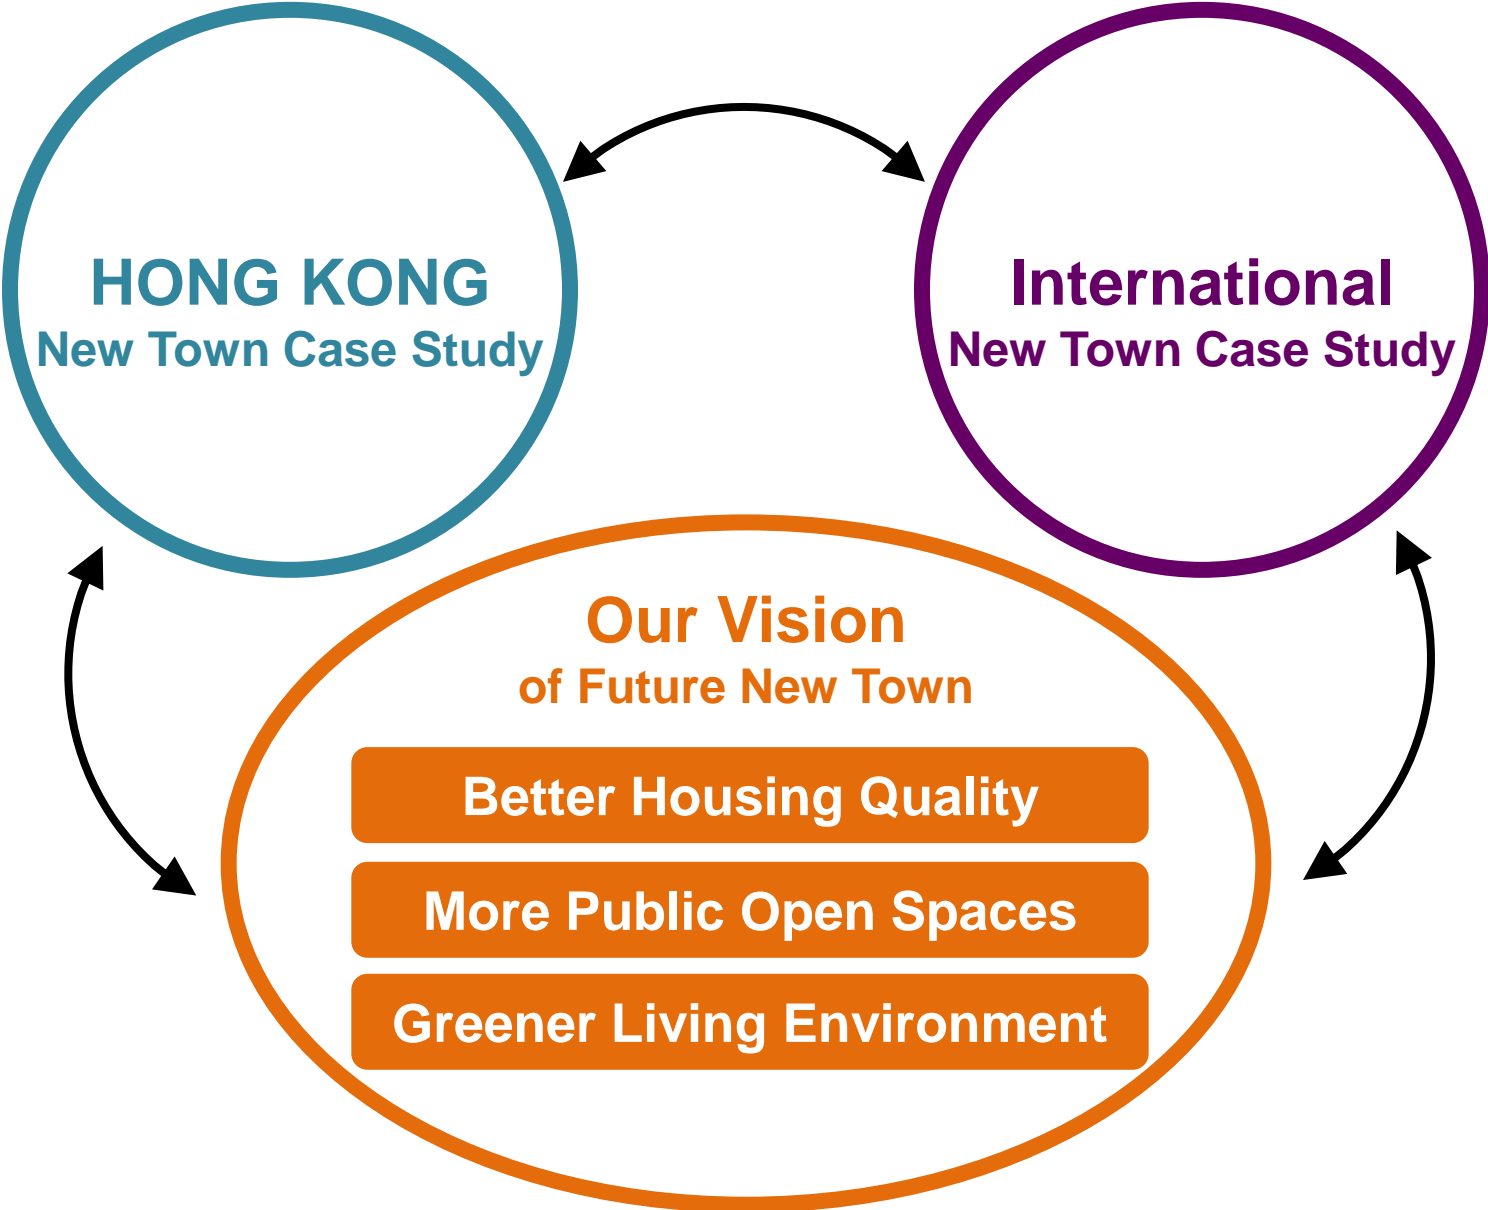 HONG KONG
New Town Case Study
International
New Town Case Study
Our Vision
of Future New Town
Better Housing Quality
More Public Open Spaces
Greener Living Environment